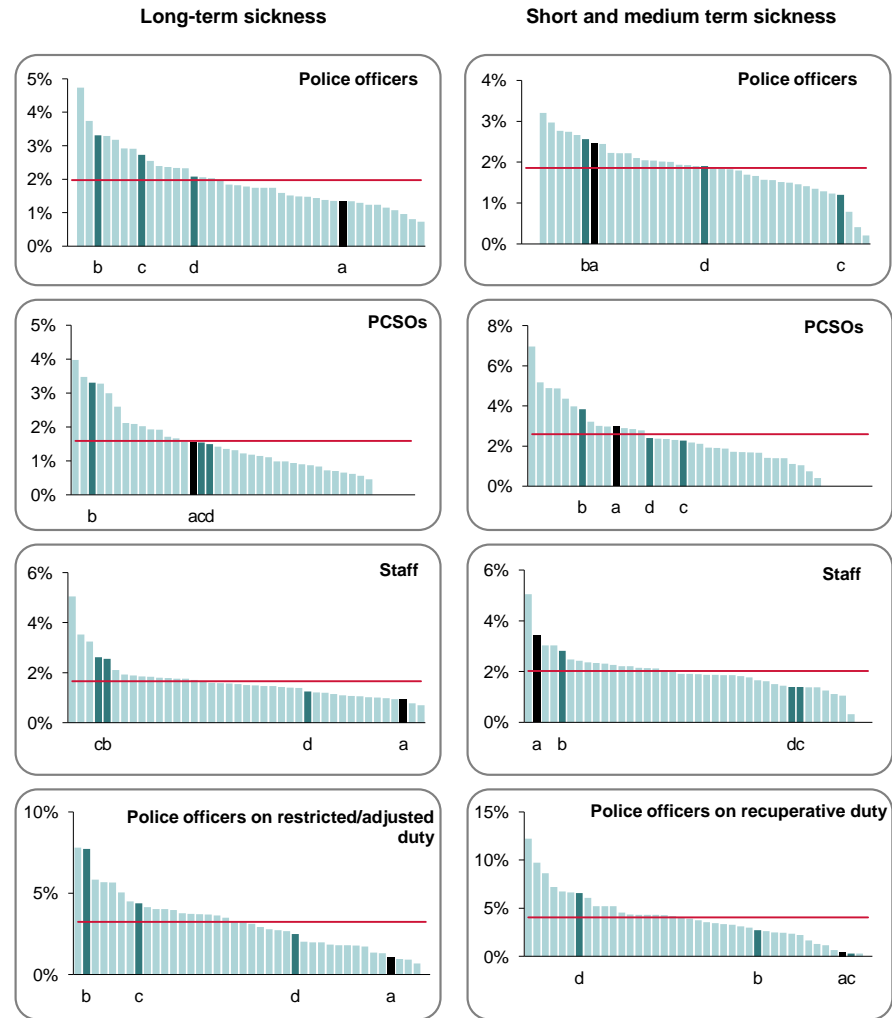 Long-term sickness
Short and medium term sickness
Police officers
5%
4%
3%
2%
1%
0%
b c d a
Police officers
4%
3%
2%
1%
0%
ba d c
PCSOs
5%
4%
3%
2%
1%
0%
b acd
PCSOs
8%
6%
4%
2%
0%
b a d c
Staff
6%
4%
2%
0%
cb d a
Staff
6%
4%
2%
0%
a b dc
Police officers on restricted/adjusted
duty
10%
5%
0%
b c d a
Police officers on recuperative duty
15%
10%
5%
0%
d b ac